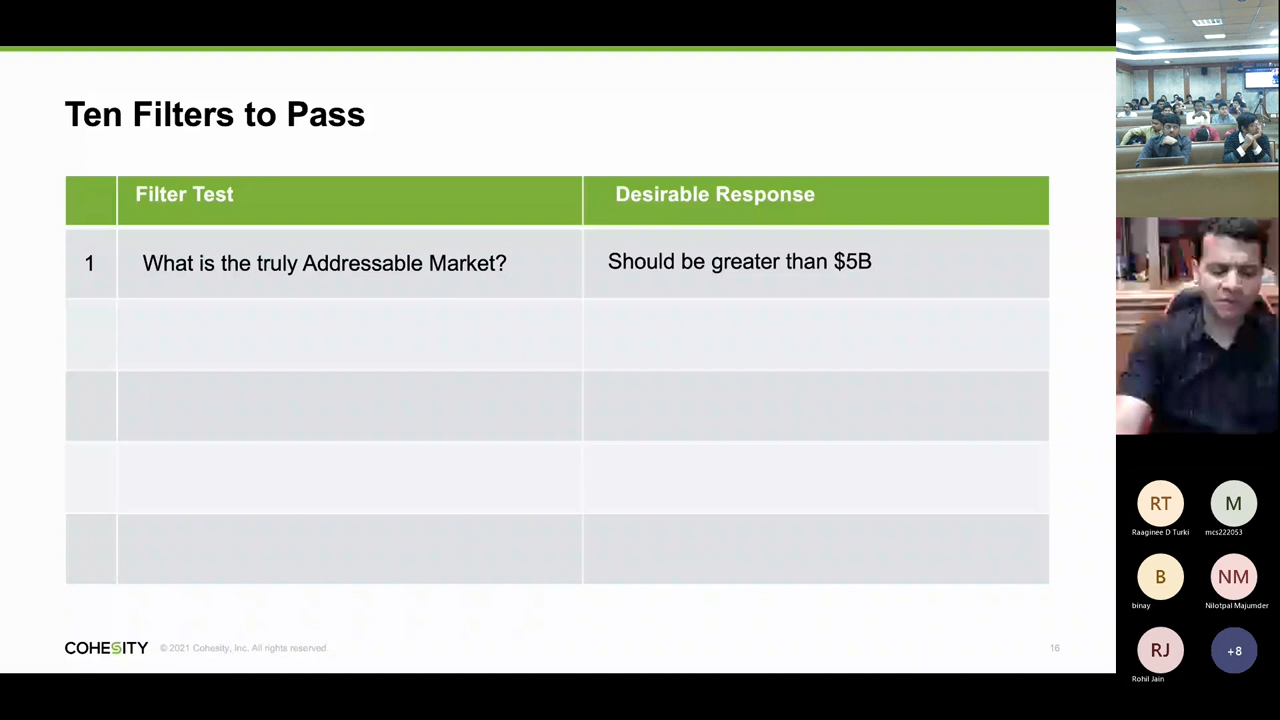 Ten Filters to Pass
Filter Test
Desirable Response
1
What is the truly Addressable Market?
Should be greater than $5B
COHESITY
© 2021 Cohesity, Inc. All rights reserved.
16
RT
M
Raaginee D Turki
mcs222053
B
NM
binay
Nilotpal Majumder
RJ
+8
Rohil Jain